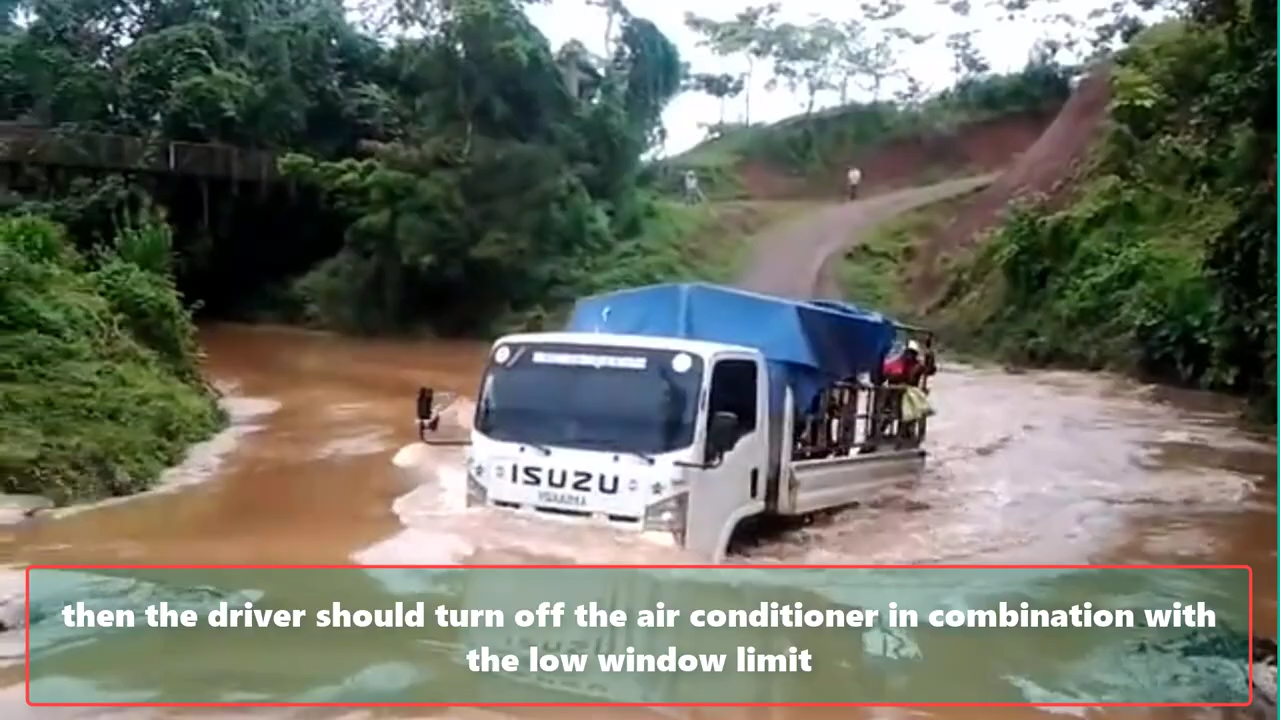 ISUZU
then the driver should turn off the air conditioner in combination with
the low window limit